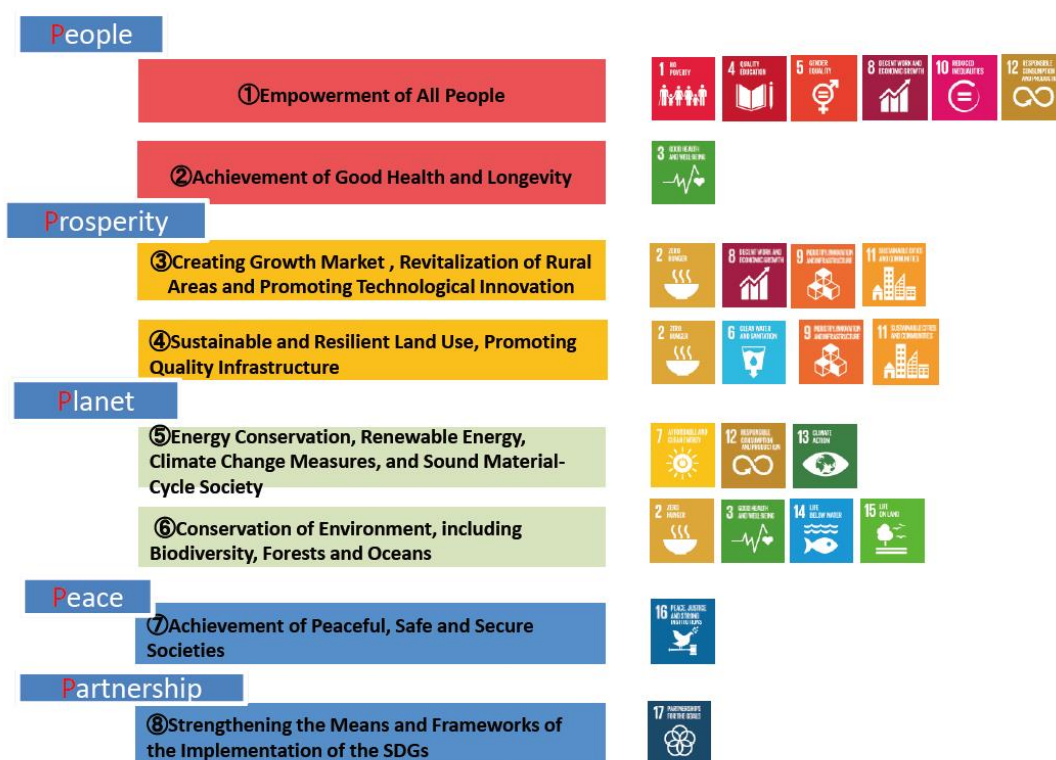 People
①Empowerment of All People
1 NO
POVERTY
4 QUALITY
EDUCATION
5 GENDER
EQUALITY
8 DECENT WORK AND
ECONOMIC GROWTH
10 REDUCED
INEQUALITIES
12 RESPONSIBLE
CONSUMPTION
AND PRODUCTION
②Achievement of Good Health and Longevity
3 GOOD HEALTH
AND WELL-BEING
Prosperity
③Creating Growth Market , Revitalization of Rural
Areas and Promoting Technological Innovation
2 ZERO
HUNGER
8 DECENT WORK AND
ECONOMIC GROWTH
9 INDUSTRY, INNOVATION
AND INFRASTRUCTURE
11 SUSTAINABLE CITIES
AND COMMUNITIES
④Sustainable and Resilient Land Use, Promoting
Quality Infrastructure
2 ZERO
HUNGER
6 CLEAN WATER
AND SANITATION
9 INDUSTRY, INNOVATION
AND INFRASTRUCTURE
11 SUSTAINABLE CITIES
AND COMMUNITIES
Planet
⑤Energy Conservation, Renewable Energy,
Climate Change Measures, and Sound Material-
Cycle Society
7 AFFORDABLE AND
CLEAN ENERGY
12 RESPONSIBLE
CONSUMPTION
AND PRODUCTION
13 CLIMATE
ACTION
⑥Conservation of Environment, including
Biodiversity, Forests and Oceans
2 ZERO
HUNGER
3 GOOD HEALTH
AND WELL-BEING
14 LIFE
BELOW WATER
15 LIFE
ON LAND
Peace
⑦Achievement of Peaceful, Safe and Secure
Societies
16 PEACE, JUSTICE
AND STRONG
INSTITUTIONS
Partnership
⑧Strengthening the Means and Frameworks of
the Implementation of the SDGs
17 PARTNERSHIPS
FOR THE GOALS